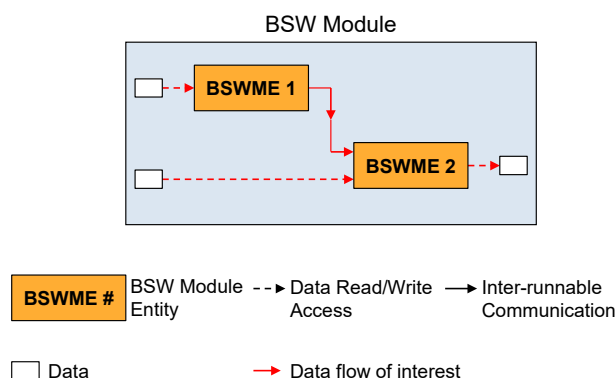 BSW Module
BSWME 1
BSWME 2
BSWME #
BSW Module
Entity
Data Read/Write
Access
Inter-runnable
Communication
Data
Data flow of interest